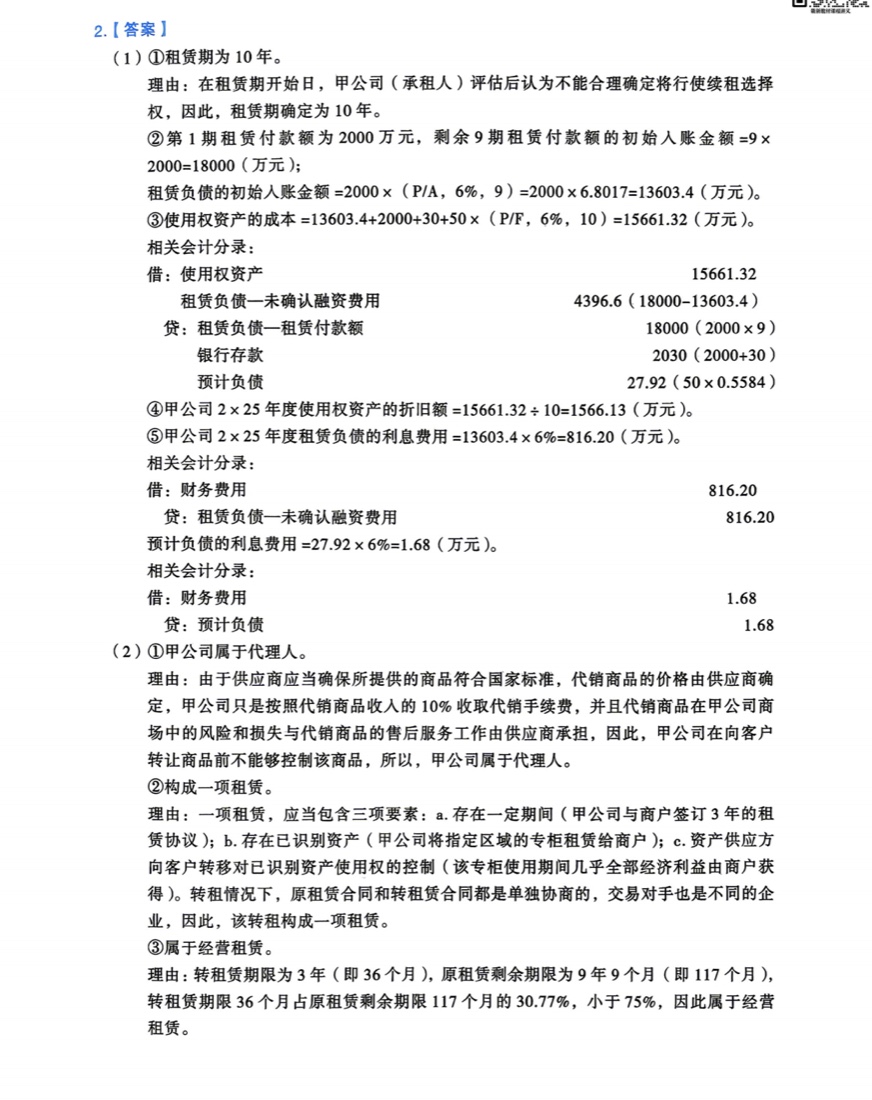 2.【答案】
（1）①租赁期为 10 年。
理由：在租赁期开始日，甲公司（承租人）评估后认为不能合理确定将行使续租选择
权，因此，租赁期确定为 10 年。
②第 1 期租赁付款额为 2000 万元，剩余 9 期租赁付款额的初始入账金额 =9×
2000=18000（万元）；
租赁负债的初始入账金额 =2000×（P/A，6%，9）=2000×6.8017=13603.4（万元）。
③使用权资产的成本 =13603.4+2000+30+50×（P/F，6%，10）=15661.32（万元）。
相关会计分录：
借：使用权资产 15661.32
租赁负债—未确认融资费用 4396.6（18000-13603.4）
贷：租赁负债—租赁付款额 18000（2000×9）
银行存款 2030（2000+30）
预计负债 27.92（50×0.5584）
④甲公司 2×25 年度使用权资产的折旧额 =15661.32÷10=1566.13（万元）。
⑤甲公司 2×25 年度租赁负债的利息费用 =13603.4×6%=816.20（万元）。
相关会计分录：
借：财务费用 816.20
贷：租赁负债—未确认融资费用 816.20
预计负债的利息费用 =27.92×6%=1.68（万元）。
相关会计分录：
借：财务费用 1.68
贷：预计负债 1.68
（2）①甲公司属于代理人。
理由：由于供应商应当确保所提供的商品符合国家标准，代销商品的价格由供应商确
定，甲公司只是按照代销商品收入的 10% 收取代销手续费，并且代销商品在甲公司商
场中的风险和损失与代销商品的售后服务工作由供应商承担，因此，甲公司在向客户
转让商品前不能够控制该商品，所以，甲公司属于代理人。
②构成一项租赁。
理由：一项租赁，应当包含三项要素：a. 存在一定期间（甲公司与商户签订 3 年的租
赁协议）；b. 存在已识别资产（甲公司将指定区域的专柜租赁给商户）；c. 资产供应方
向客户转移对已识别资产使用权的控制（该专柜使用期间几乎全部经济利益由商户获
得）。转租情况下，原租赁合同和转租赁合同都是单独协商的，交易对手也是不同的企
业，因此，该转租构成一项租赁。
③属于经营租赁。
理由：转租赁期限为 3 年（即 36 个月），原租赁剩余期限为 9 年 9 个月（即 117 个月），
转租赁期限 36 个月占原租赁剩余期限 117 个月的 30.77%，小于 75%，因此属于经营
租赁。